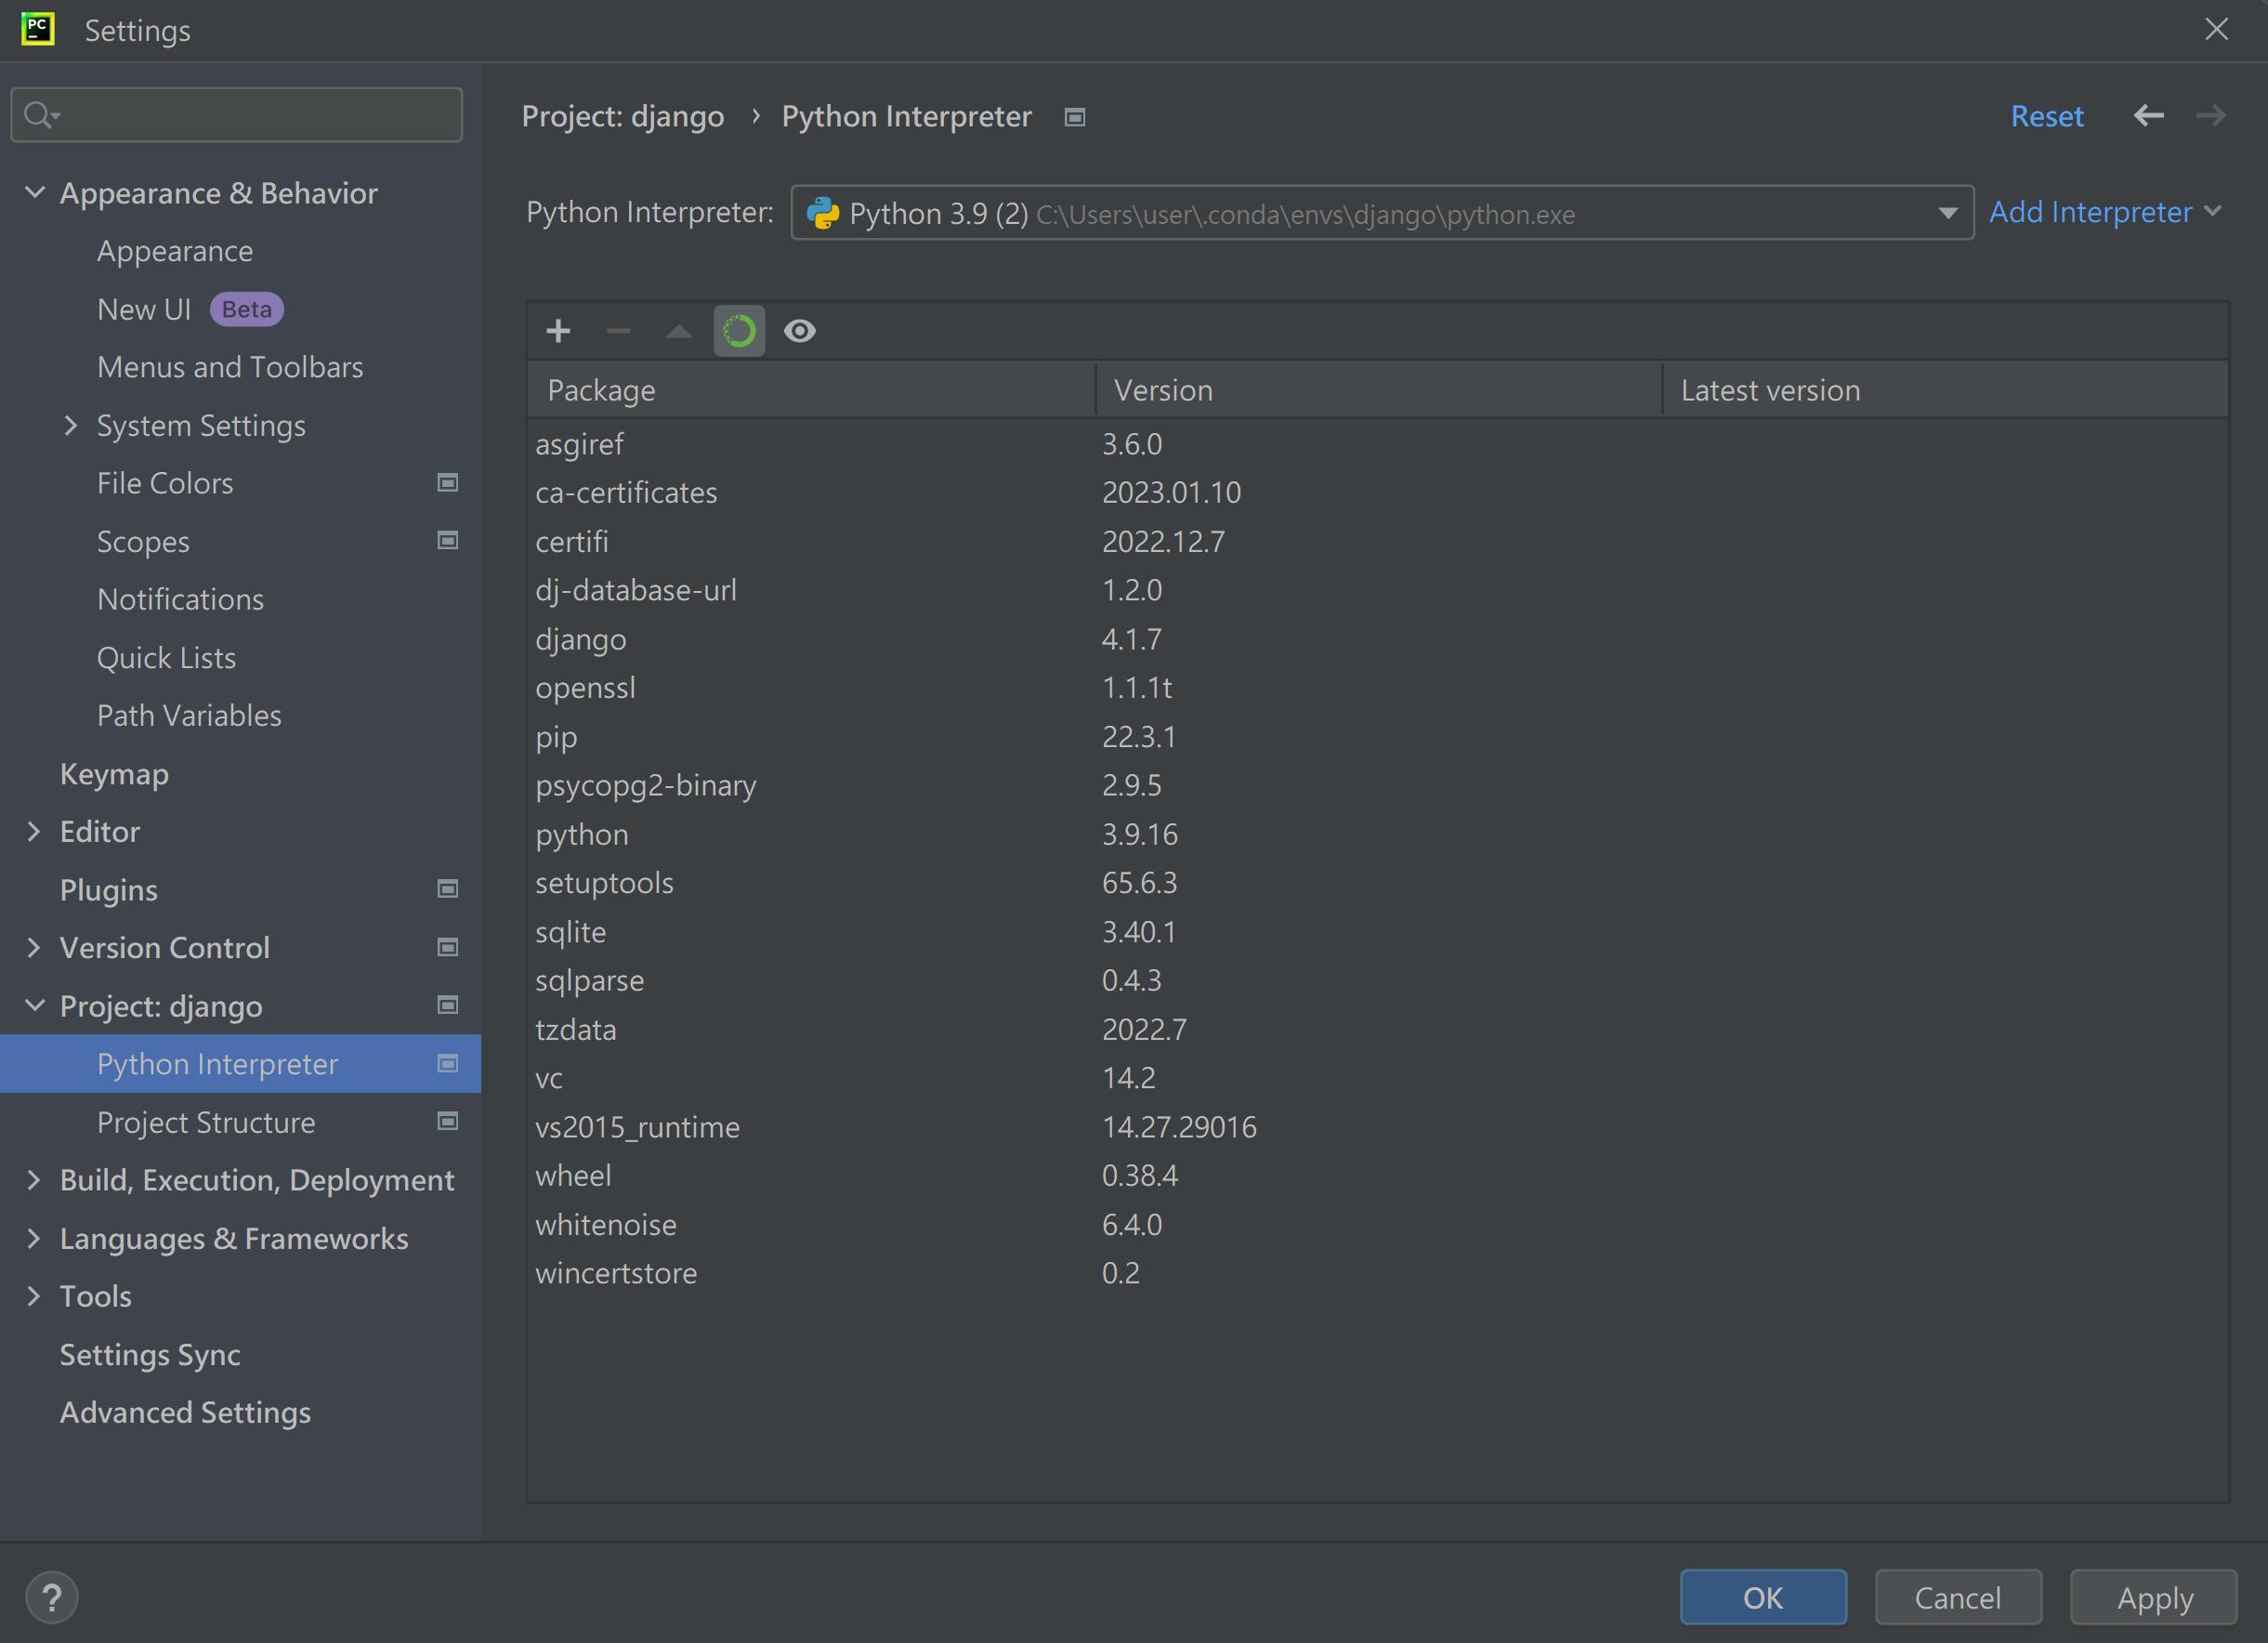 PC
Settings
Project: django › Python Interpreter
Reset
Python Interpreter: Python 3.9 (2) C:\Users\user\.conda\envs\django\python.exe
Add Interpreter
Appearance & Behavior
Appearance
New UI Beta
Menus and Toolbars
System Settings
File Colors
Scopes
Notifications
Quick Lists
Path Variables
Keymap
Editor
Plugins
Version Control
Project: django
Python Interpreter
Project Structure
Build, Execution, Deployment
Languages & Frameworks
Tools
Settings Sync
Advanced Settings
Package Version Latest version
asgiref 3.6.0
ca-certificates 2023.01.10
certifi 2022.12.7
dj-database-url 1.2.0
django 4.1.7
openssl 1.1.1t
pip 22.3.1
psycopg2-binary 2.9.5
python 3.9.16
setuptools 65.6.3
sqlite 3.40.1
sqlparse 0.4.3
tzdata 2022.7
vc 14.2
vs2015_runtime 14.27.29016
wheel 0.38.4
whitenoise 6.4.0
wincertstore 0.2
?
OK
Cancel
Apply